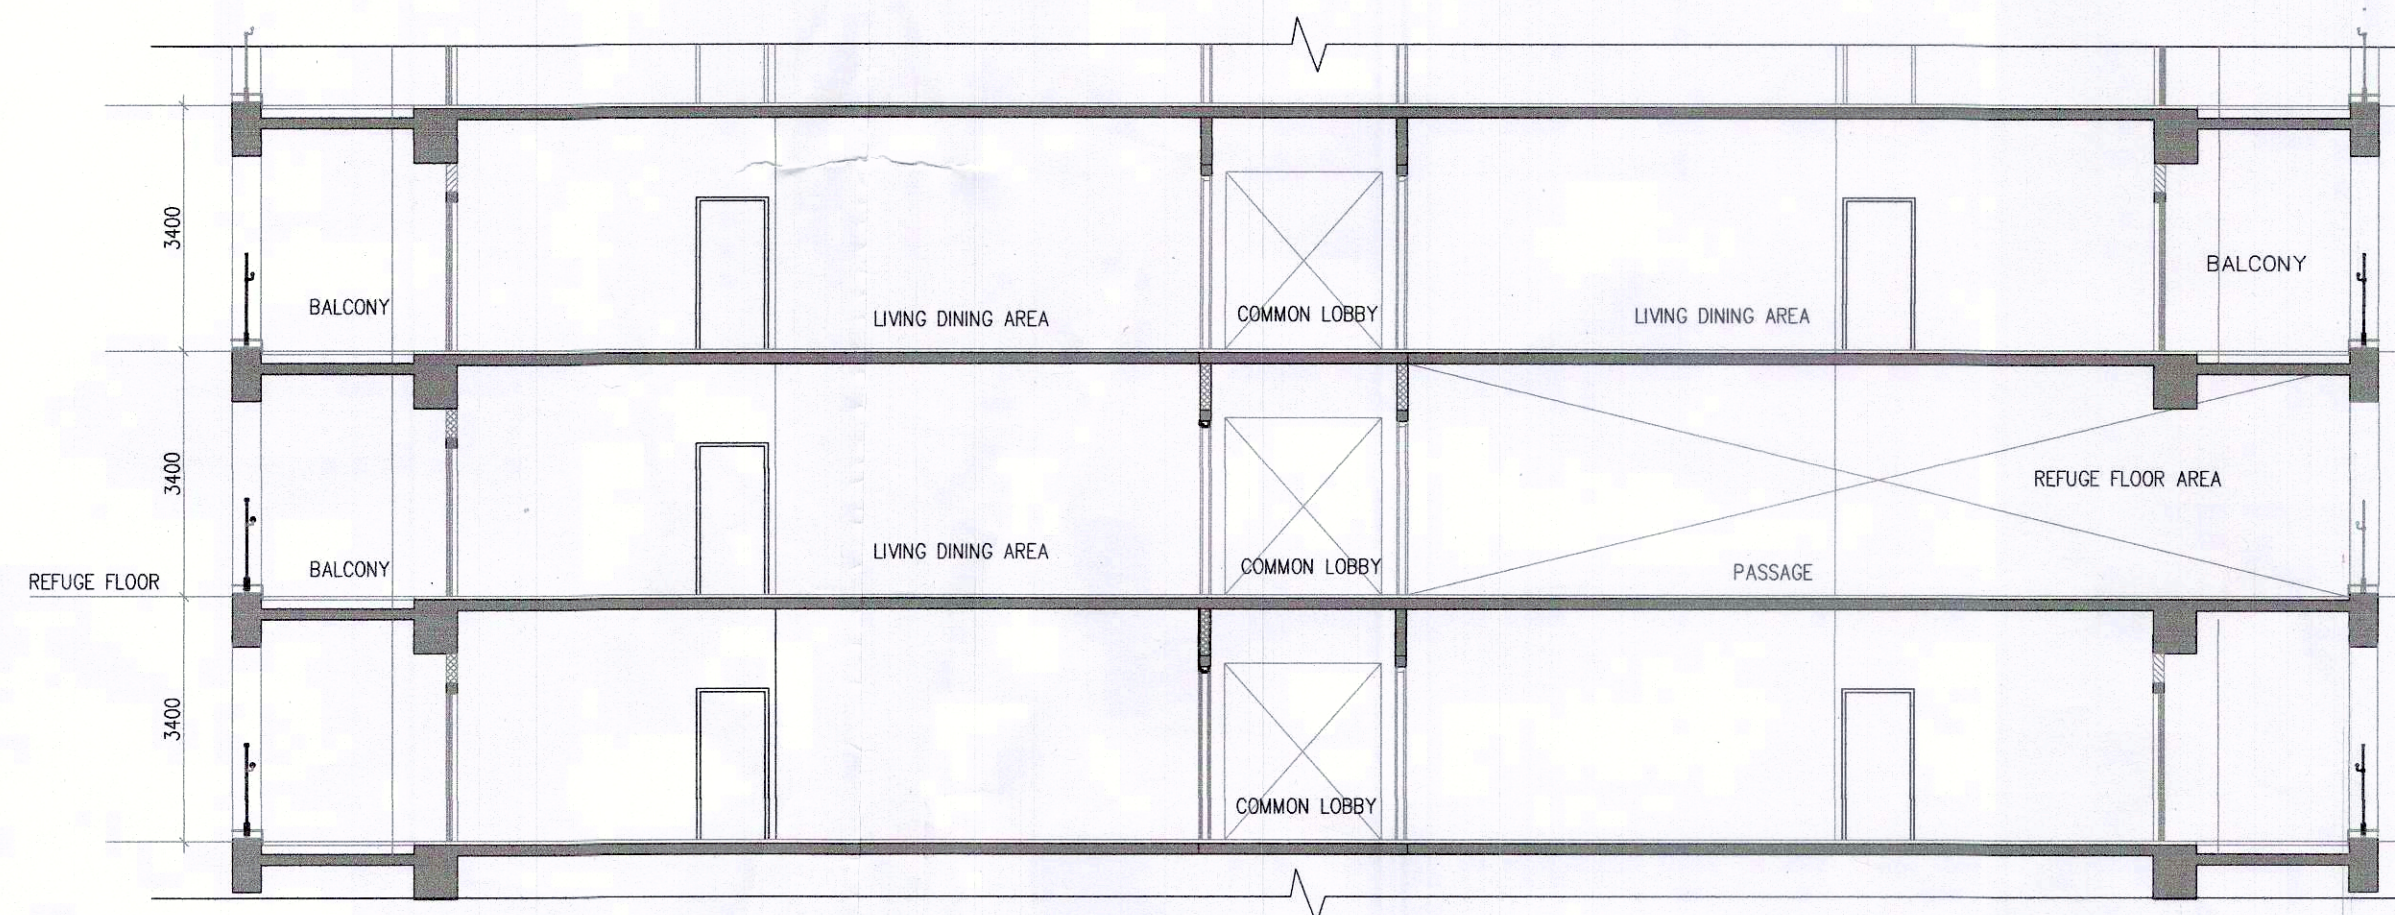 3400
BALCONY
LIVING DINING AREA
COMMON LOBBY
LIVING DINING AREA
BALCONY
3400
REFUGE FLOOR
BALCONY
LIVING DINING AREA
COMMON LOBBY
PASSAGE
REFUGE FLOOR AREA
3400
COMMON LOBBY